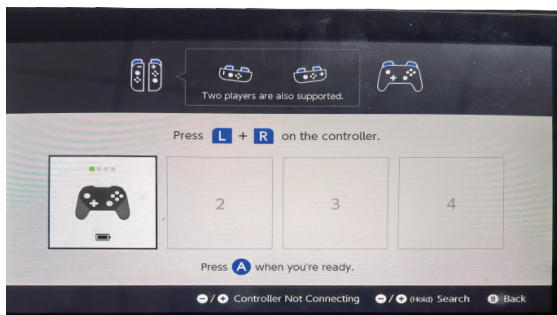 Two players are also supported.
Press L + R on the controller.
2
3
4
Press A when you're ready.
-/+ Controller Not Connecting -/+ (Hold) Search B Back